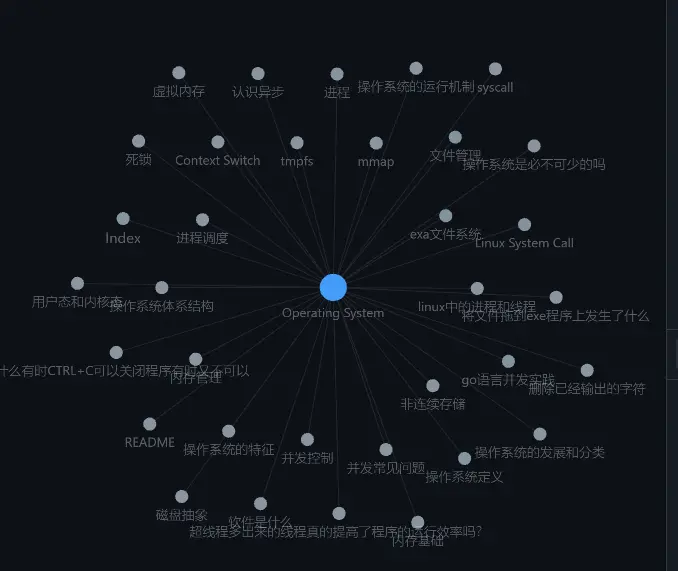 虚拟内存
认识异步
进程
操作系统的运行机制
syscall
死锁
Context Switch
tmpfs
mmap
文件管理
操作系统是必不可少的吗
Index
进程调度
exa文件系统
Linux System Call
用户态和内核态
操作系统体系结构
Operating System
linux中的进程和线程
将文件拖到exe程序上发生了什么
什么有时CTRL+C可以关闭程序有时又不可以
内存管理
go语言并发实践
删除已经输出的字符
非连续存储
README
操作系统的特征
并发控制
并发常见问题
操作系统定义
操作系统的发展和分类
磁盘抽象
软件是什么
超线程多出来的线程真的提高了程序的运行效率吗?
内存基础